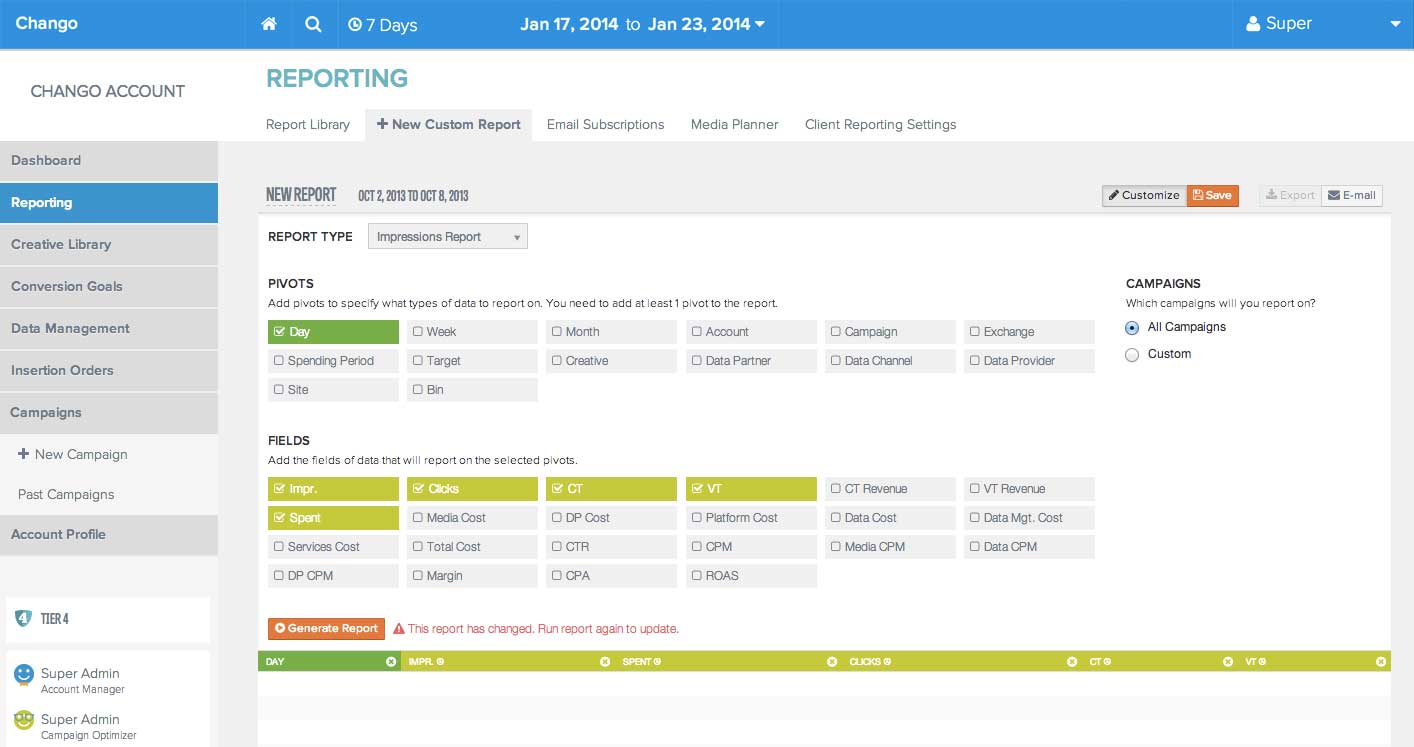 Chango
7 Days
Jan 17, 2014 to Jan 23, 2014
Super
CHANGO ACCOUNT
REPORTING
Report Library
New Custom Report
Email Subscriptions
Media Planner
Client Reporting Settings
Dashboard
Reporting
Creative Library
Conversion Goals
Data Management
Insertion Orders
Campaigns
New Campaign
Past Campaigns
Account Profile
4 TIER 4
Super Admin
Account Manager
Super Admin
Campaign Optimizer
NEW REPORT OCT 2, 2013 TO OCT 8, 2013
Customize Save Export E-mail
REPORT TYPE Impressions Report
PIVOTS
Add pivots to specify what types of data to report on. You need to add at least 1 pivot to the report.
Day Week Month Account Campaign Exchange
Spending Period Target Creative Data Partner Data Channel Data Provider
Site Bin
CAMPAIGNS
Which campaigns will you report on?
All Campaigns
Custom
FIELDS
Add the fields of data that will report on the selected pivots.
Impr. Clicks CT VT CT Revenue VT Revenue
Spent Media Cost DP Cost Platform Cost Data Cost Data Mgt. Cost
Services Cost Total Cost CTR CPM Media CPM Data CPM
DP CPM Margin CPA ROAS
Generate Report This report has changed. Run report again to update.
DAY IMPR. SPENT CLICKS CT VT